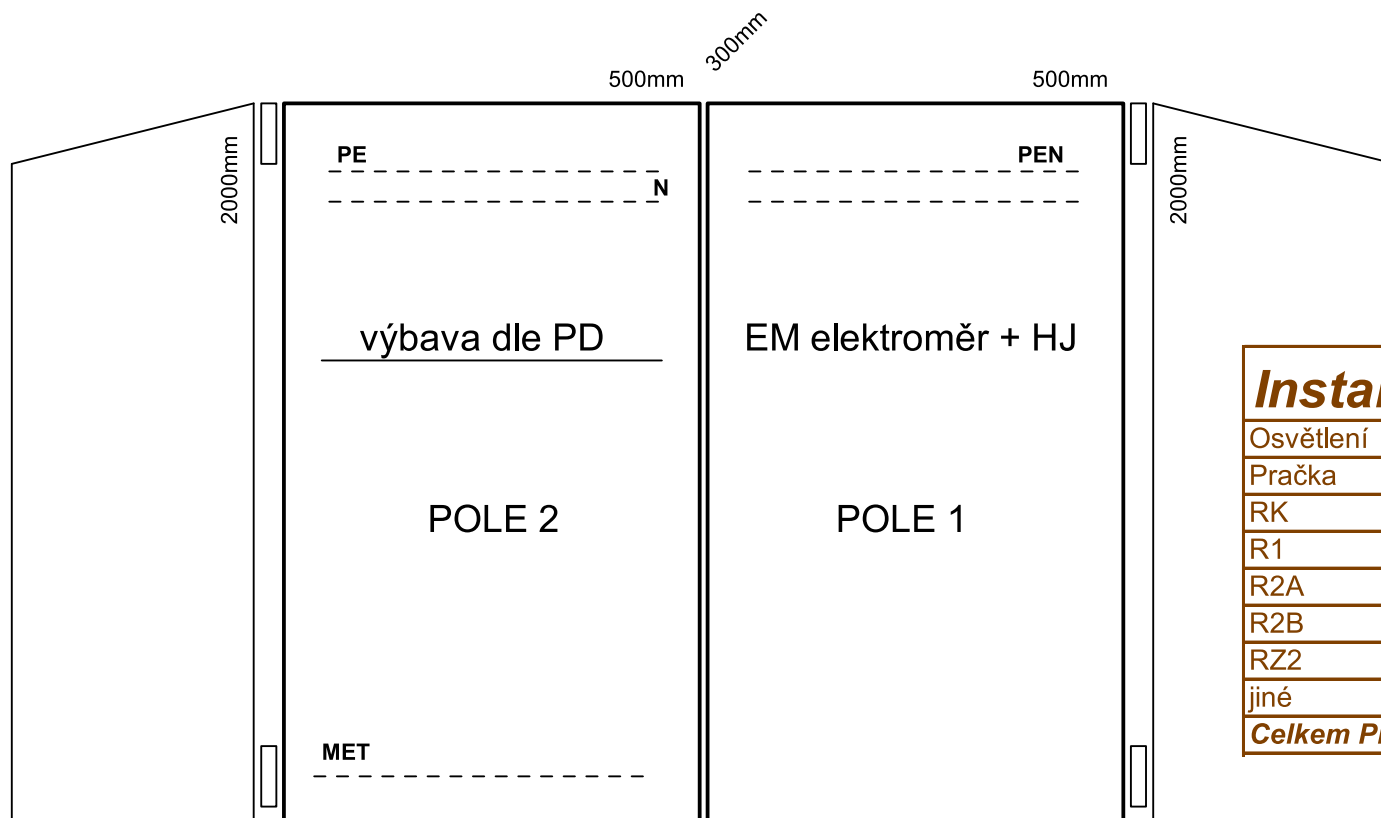 300mm
500mm
500mm
2000mm
PE
N
PEN
2000mm
výbava dle PD
EM elektroměr + HJ
POLE 2
POLE 1
MET
Osvětlení
Pračka
RK
R1
R2A
R2B
RZ2
jiné
Celkem